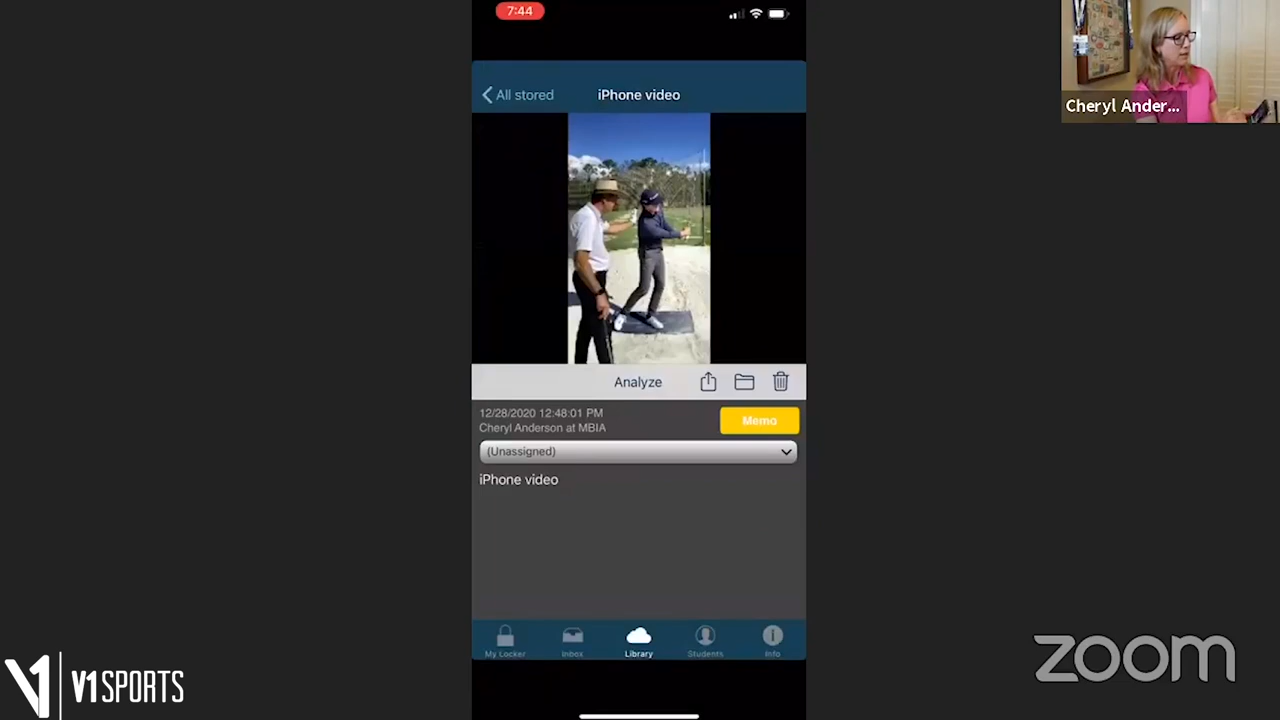 7:44
All stored
iPhone video
Cheryl Ander...
Analyze
12/28/2020 12:48:01 PM
Cheryl Anderson at MBIA
Memo
(Unassigned)
iPhone video
My Locker
Inbox
Library
Students
Info
V1 SPORTS
zoom